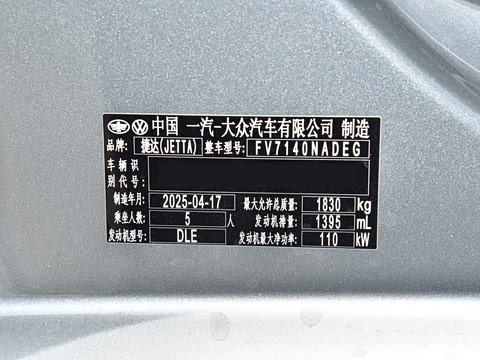 中国 一汽-大众汽车有限公司 制造
品牌: 捷达(JETTA) 整车型号: FV7140NADEG
车辆识
别代号:
制造年月: 2025-04-17 最大允许总质量: 1830 kg
乘坐人数: 5 人 发动机排量: 1395 mL
发动机型号: DLE 发动机最大净功率: 110 kW